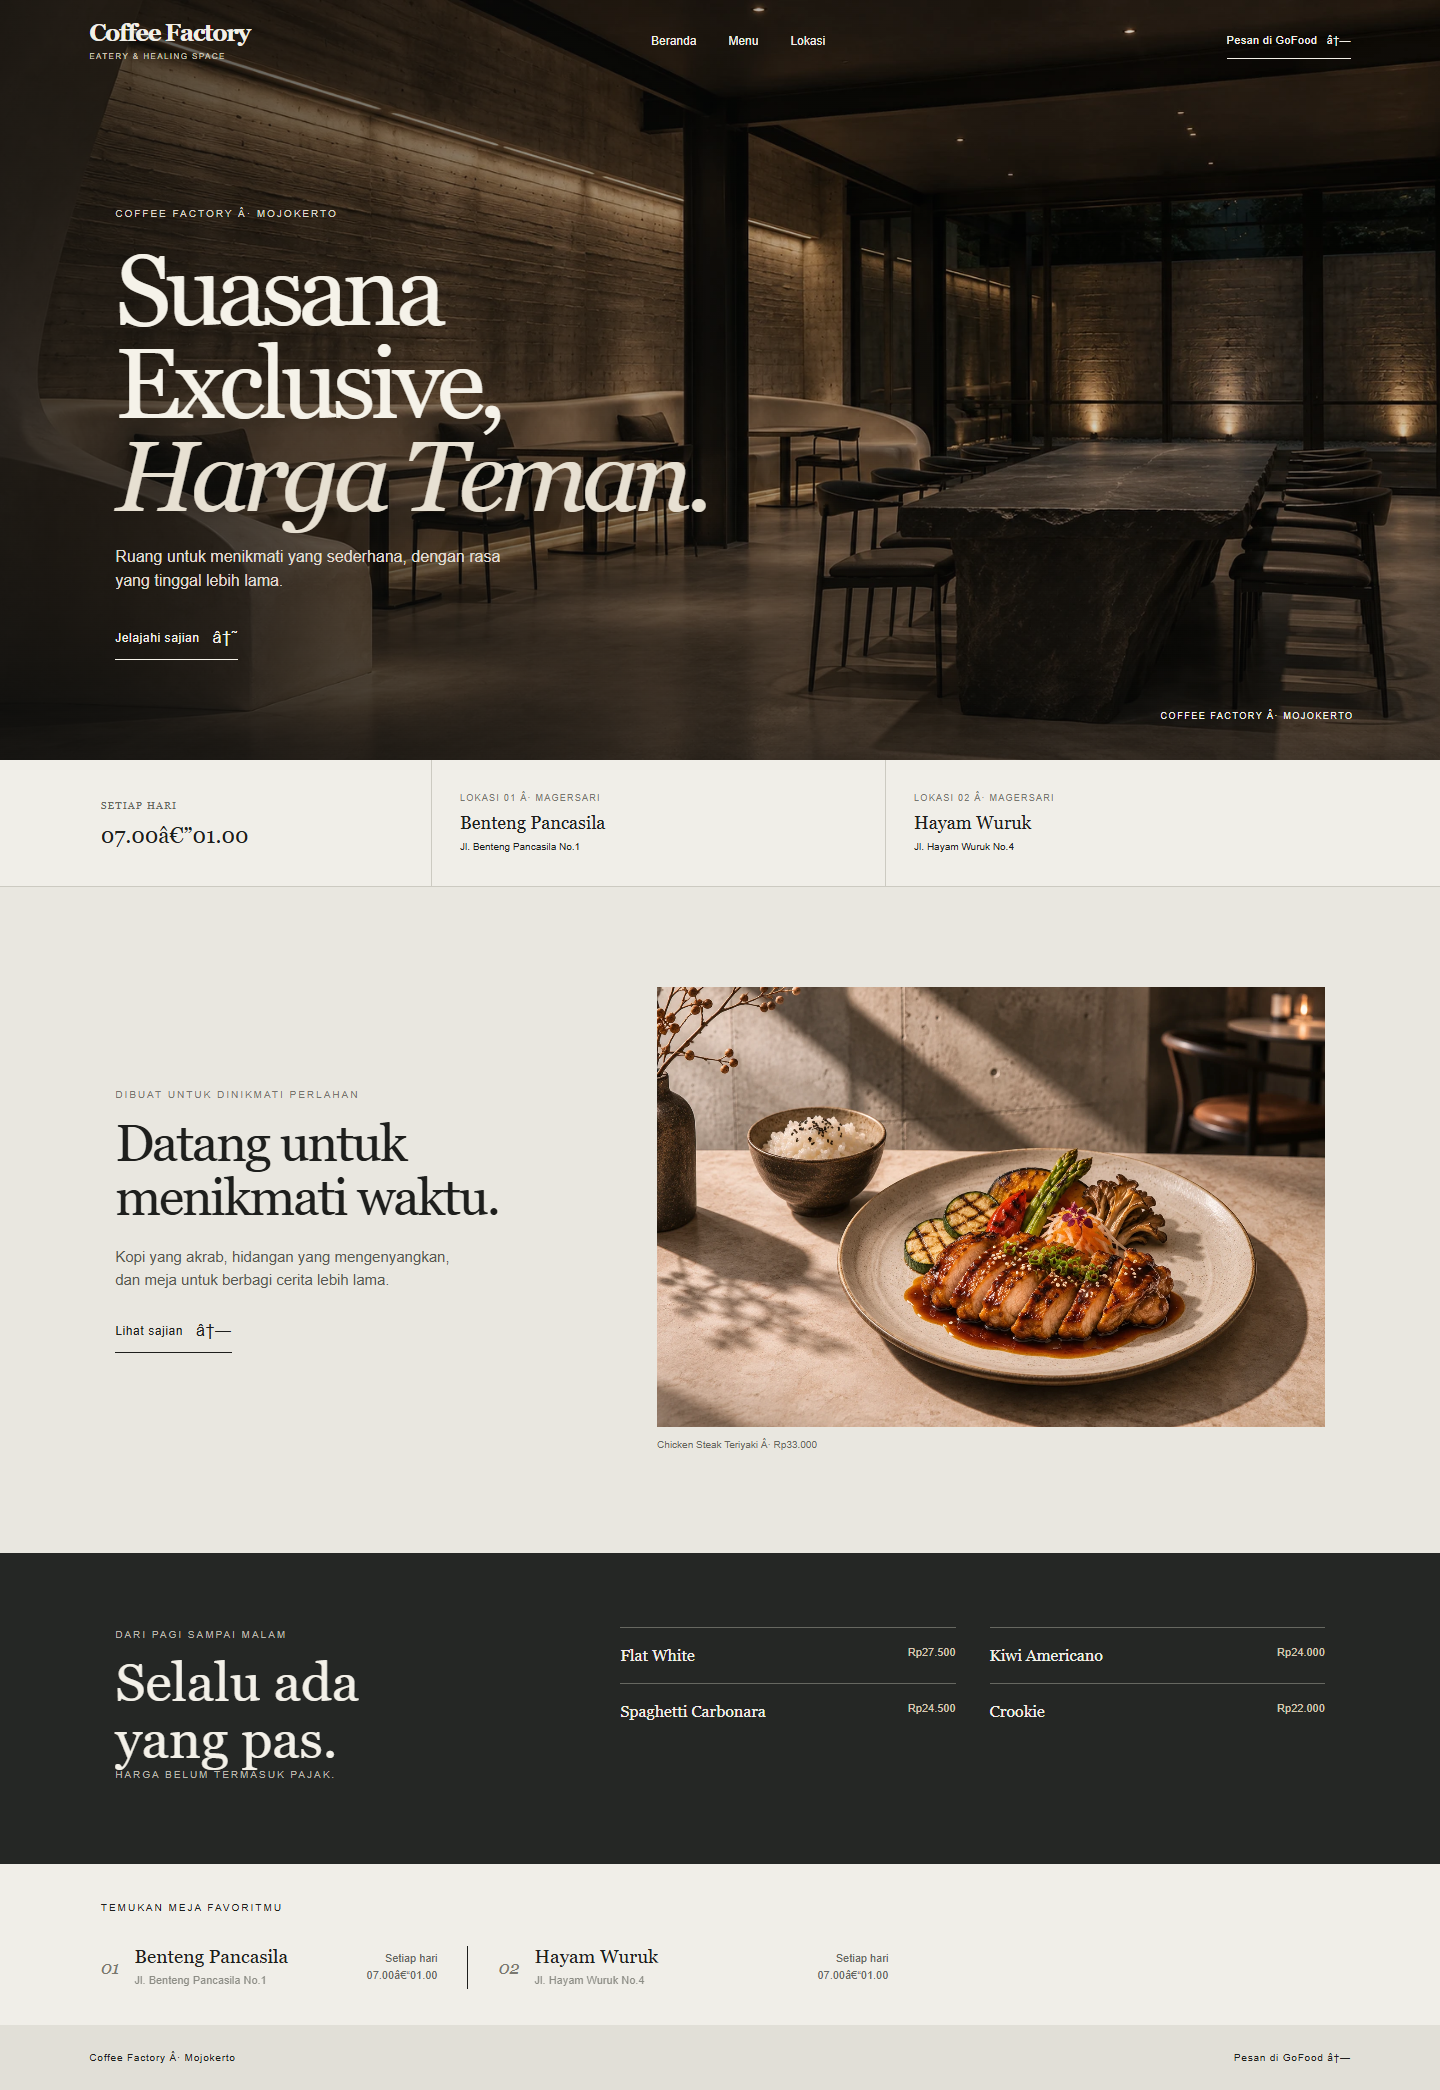 Coffee Factory
EATERY & HEALING SPACE
Beranda
Menu
Lokasi
Pesan di GoFood â†—
COFFEE FACTORY Â· MOJOKERTO
Suasana
Exclusive,
Harga Teman.
Ruang untuk menikmati yang sederhana, dengan rasa
yang tinggal lebih lama.
Jelajahi sajian â†˜
COFFEE FACTORY Â· MOJOKERTO
SETIAP HARI
07.00â€”01.00
LOKASI 01 Â· MAGERSARI
Benteng Pancasila
Jl. Benteng Pancasila No.1
LOKASI 02 Â· MAGERSARI
Hayam Wuruk
Jl. Hayam Wuruk No.4
DIBUAT UNTUK DINIKMATI PERLAHAN
Datang untuk
menikmati waktu.
Kopi yang akrab, hidangan yang mengenyangkan,
dan meja untuk berbagi cerita lebih lama.
Lihat sajian â†—
Chicken Steak Teriyaki Â· Rp33.000
DARI PAGI SAMPAI MALAM
Selalu ada
yang pas.
HARGA BELUM TERMASUK PAJAK.
Flat White Rp27.500
Kiwi Americano Rp24.000
Spaghetti Carbonara Rp24.500
Crookie Rp22.000
TEMUKAN MEJA FAVORITMU
01
Benteng Pancasila
Jl. Benteng Pancasila No.1
Setiap hari
07.00â€“01.00
02
Hayam Wuruk
Jl. Hayam Wuruk No.4
Setiap hari
07.00â€“01.00
Coffee Factory Â· Mojokerto
Pesan di GoFood â†—